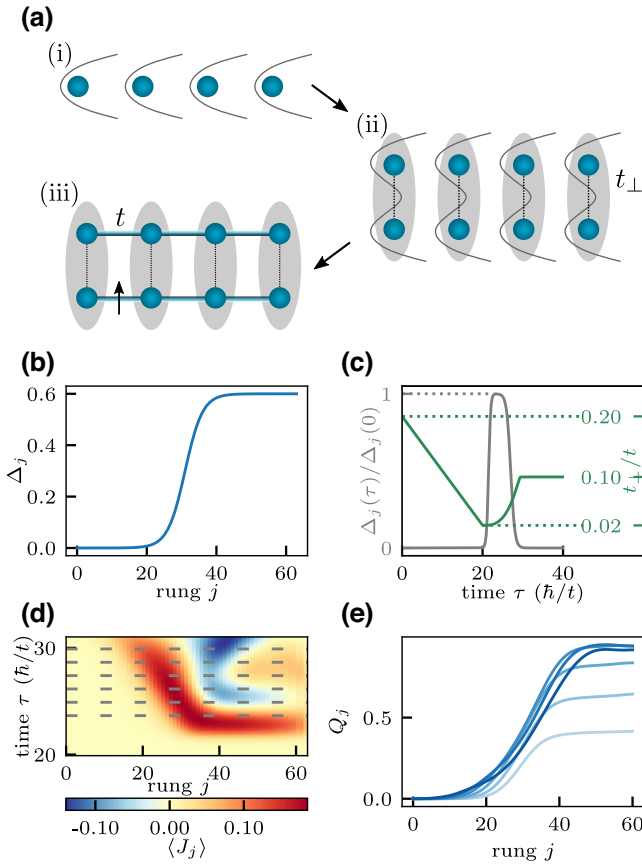 (a)
(i)
(ii)
t⊥
(iii)
t
(b)
(c)
0.6
0.4
0.2
0.0
Δj
0
20
40
60
rung j
1
0
Δj(τ)/Δj(0)
0.20
0.10
0.02
t⊥/t
0
20
40
time τ (ħ/t)
(d)
(e)
30
20
time τ (ħ/t)
0
20
40
60
rung j
-0.10
0.00
0.10
⟨Jj⟩
0.5
0.0
Qj
0
20
40
60
rung j